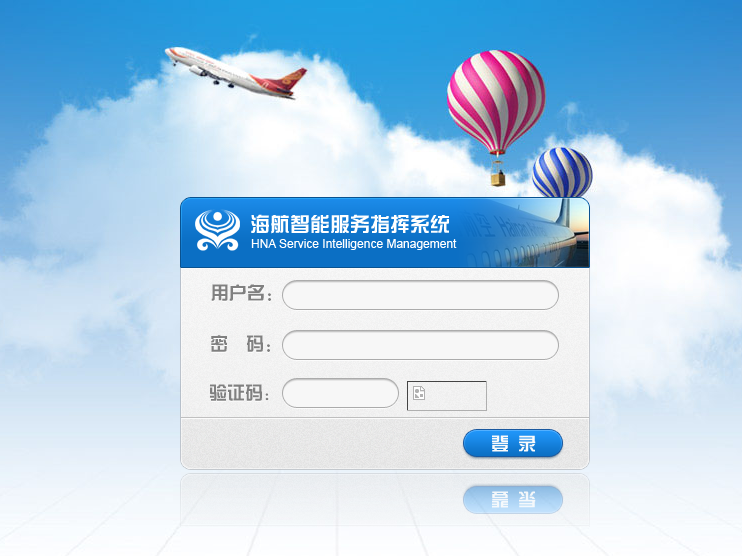 海航智能服务指挥系统
HNA Service Intelligence Management
用户名：
密 码：
验证码：
登 录